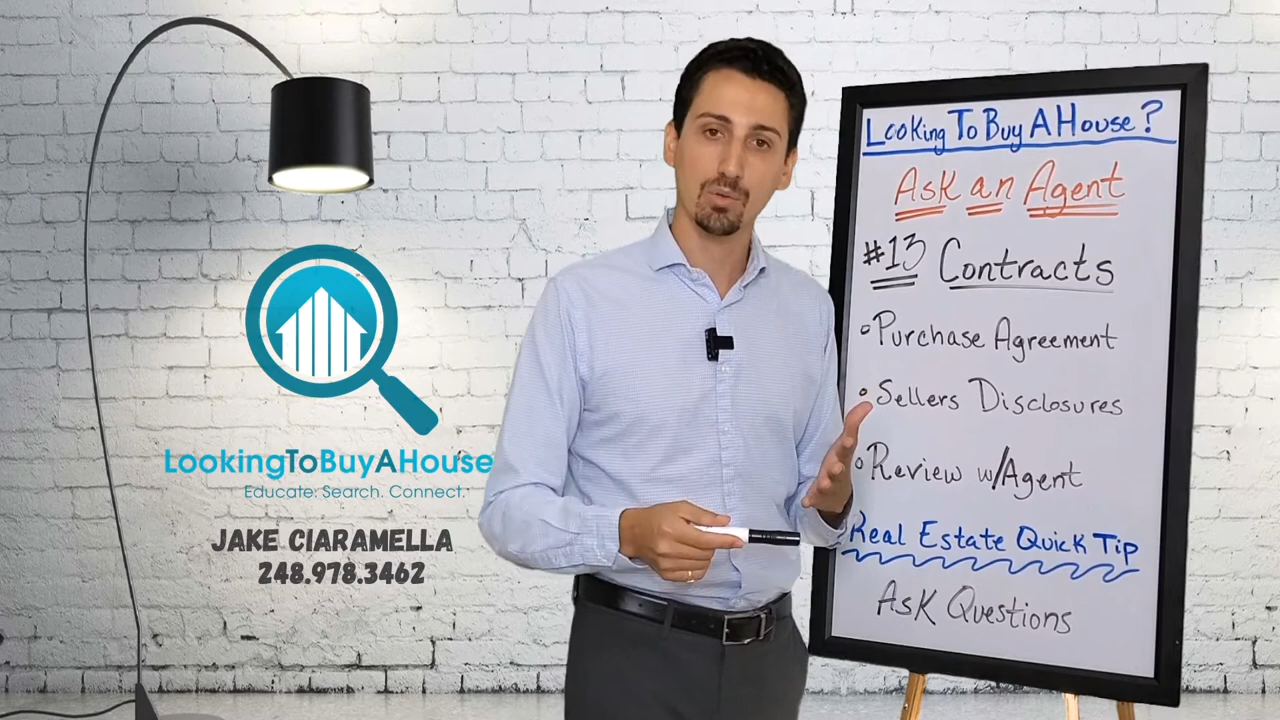 LookingToBuyAHouse
Educate. Search. Connect.
JAKE CIARAMELLA
248.978.3462
Looking To Buy A House?
Ask an Agent
#13 Contracts
Purchase Agreement
Sellers Disclosures
Review w/Agent
Real Estate Quick Tip
Ask Questions